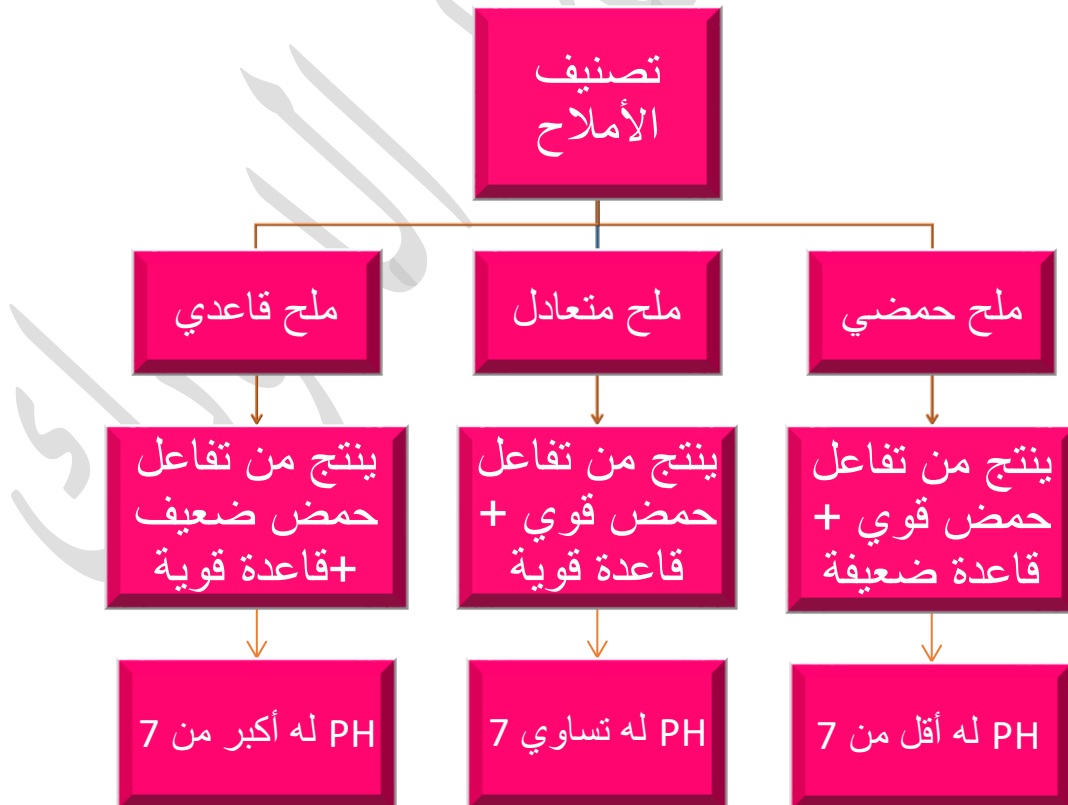 تصنيف
الأملاح
ملح حمضي
ملح متعادل
ملح قاعدي
ينتج من تفاعل
حمض قوي +
قاعدة ضعيفة
ينتج من تفاعل
حمض قوي +
قاعدة قوية
ينتج من تفاعل
حمض ضعيف
+قاعدة قوية
PH له أقل من 7
PH له تساوي 7
PH له أكبر من 7